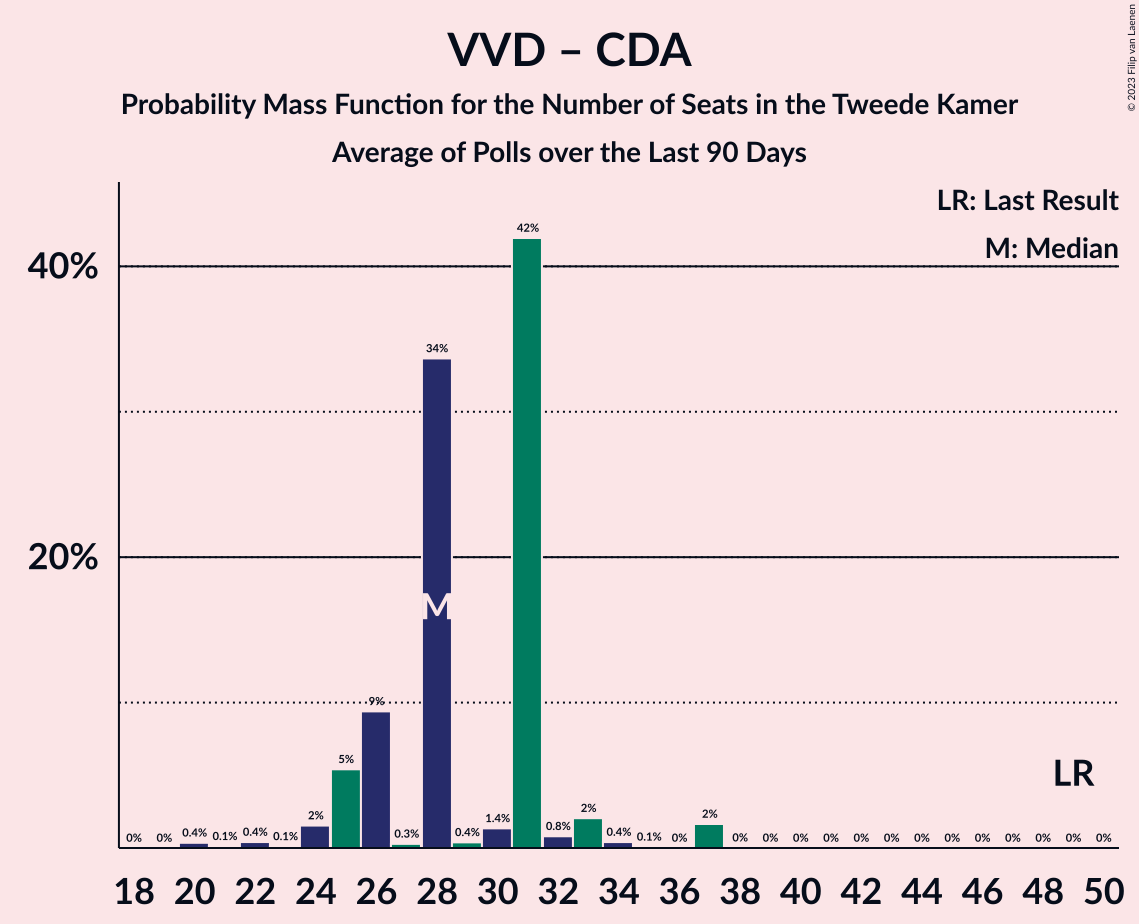 VVD – CDA
Probability Mass Function for the Number of Seats in the Tweede Kamer
Average of Polls over the Last 90 Days
© 2023 Filip van Laenen
LR: Last Result
M: Median
40%
20%
0% 0% 0.4% 0.1% 0.4% 0.1% 2% 5% 9% 0.3% 34% 0.4% 1.4% 42% 0.8% 2% 0.4% 0.1% 0% 2% 0% 0% 0% 0% 0% 0% 0% 0% 0% 0% 0% 0% 0%
M
LR
18 20 22 24 26 28 30 32 34 36 38 40 42 44 46 48 50